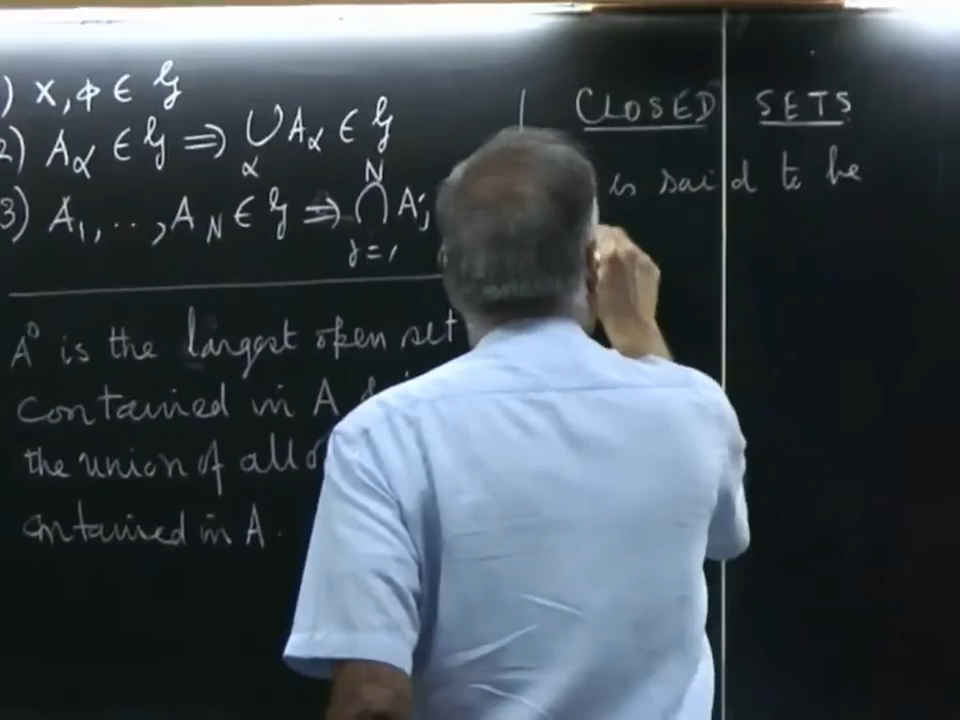 1) X, φ ∈ 𝒢
2) A_α ∈ 𝒢 ⇒ ∪_α A_α ∈ 𝒢
3) A_1, ..., A_N ∈ 𝒢 ⇒ ∩_{j=1}^N A_j
A° is the largest open set
contained in A &
the union of all
contained in A.
CLOSED SETS
is said to be